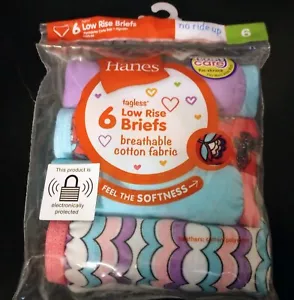 6 Low Rise Briefs
no ride up
6
Hanes
tagless
6 Low Rise
Briefs
breathable
cotton fabric
FEEL THE SOFTNESS
This product is
electronically
protected